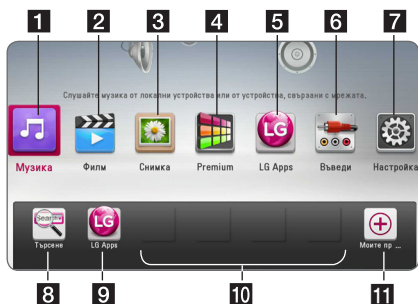 1 2 3 4 5 6 7
Слушайте музика от локални устройства или от устройства, свързани с мрежата.
LG
Музика Филм Снимка Premium LG Apps Въведи Настройка
Search LG
Търсене LG Apps Моите пр ...
8 9 10 11